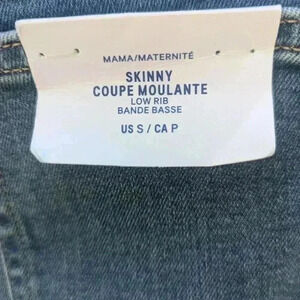 MAMA/MATERNITÉ
SKINNY
COUPE MOULANTE
LOW RIB
BANDE BASSE
US S / CA P